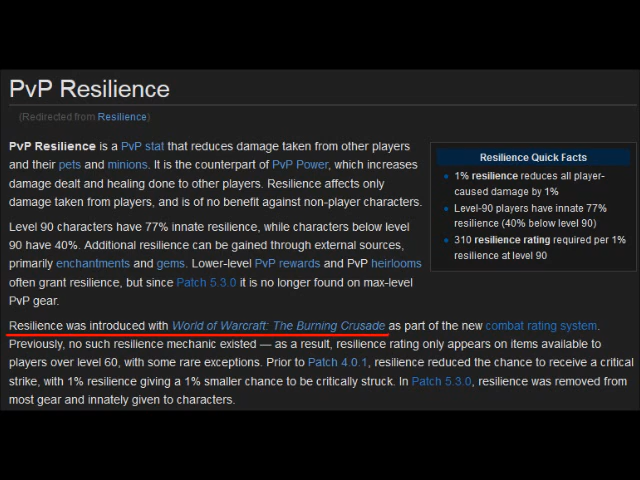 PvP Resilience
(Redirected from Resilience)
PvP Resilience is a PvP stat that reduces damage taken from other players
and their pets and minions. It is the counterpart of PvP Power, which increases
damage dealt and healing done to other players. Resilience affects only
damage taken from players, and is of no benefit against non-player characters.
Level 90 characters have 77% innate resilience, while characters below level
90 have 40%. Additional resilience can be gained through external sources,
primarily enchantments and gems. Lower-level PvP rewards and PvP heirlooms
often grant resilience, but since Patch 5.3.0 it is no longer found on max-level
PvP gear.
Resilience Quick Facts
1% resilience reduces all player-
caused damage by 1%
Level-90 players have innate 77%
resilience (40% below level 90)
310 resilience rating required per 1%
resilience at level 90
Resilience was introduced with World of Warcraft: The Burning Crusade as part of the new combat rating system.
Previously, no such resilience mechanic existed — as a result, resilience rating only appears on items available to
players over level 60, with some rare exceptions. Prior to Patch 4.0.1, resilience reduced the chance to receive a critical
strike, with 1% resilience giving a 1% smaller chance to be critically struck. In Patch 5.3.0, resilience was removed from
most gear and innately given to characters.